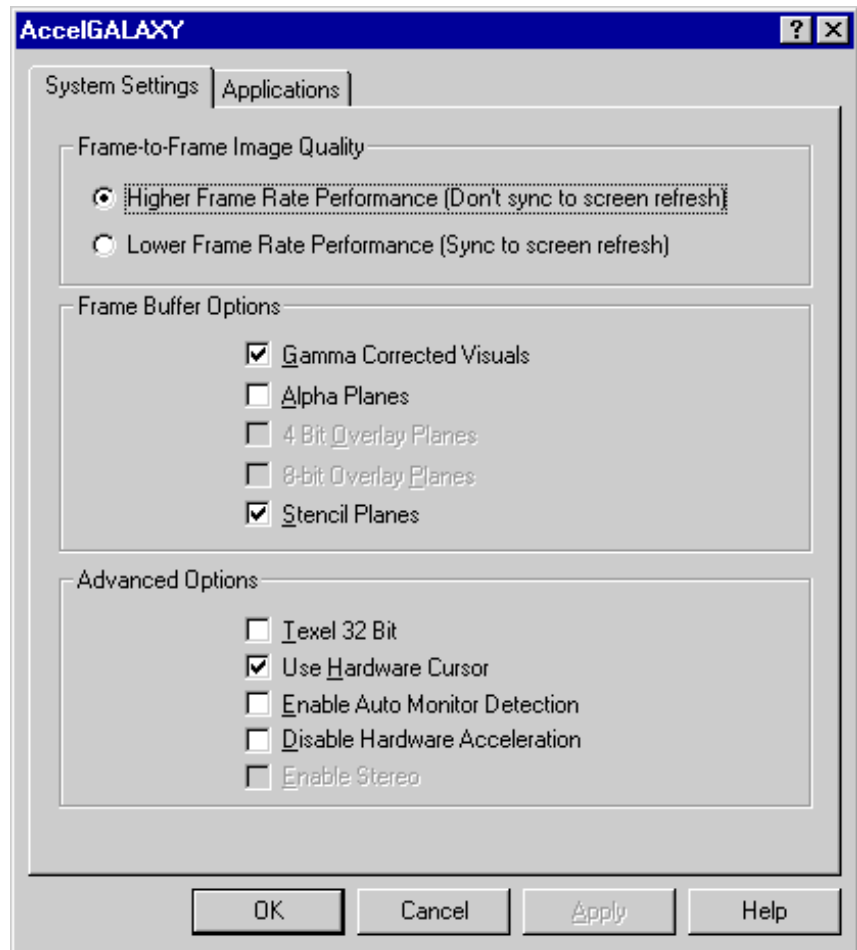 AccelGALAXY
System Settings
Applications
Frame-to-Frame Image Quality
Higher Frame Rate Performance (Don't sync to screen refresh)
Lower Frame Rate Performance (Sync to screen refresh)
Frame Buffer Options
Gamma Corrected Visuals
Alpha Planes
4 Bit Overlay Planes
8-bit Overlay Planes
Stencil Planes
Advanced Options
Texel 32 Bit
Use Hardware Cursor
Enable Auto Monitor Detection
Disable Hardware Acceleration
Enable Stereo
OK
Cancel
Apply
Help